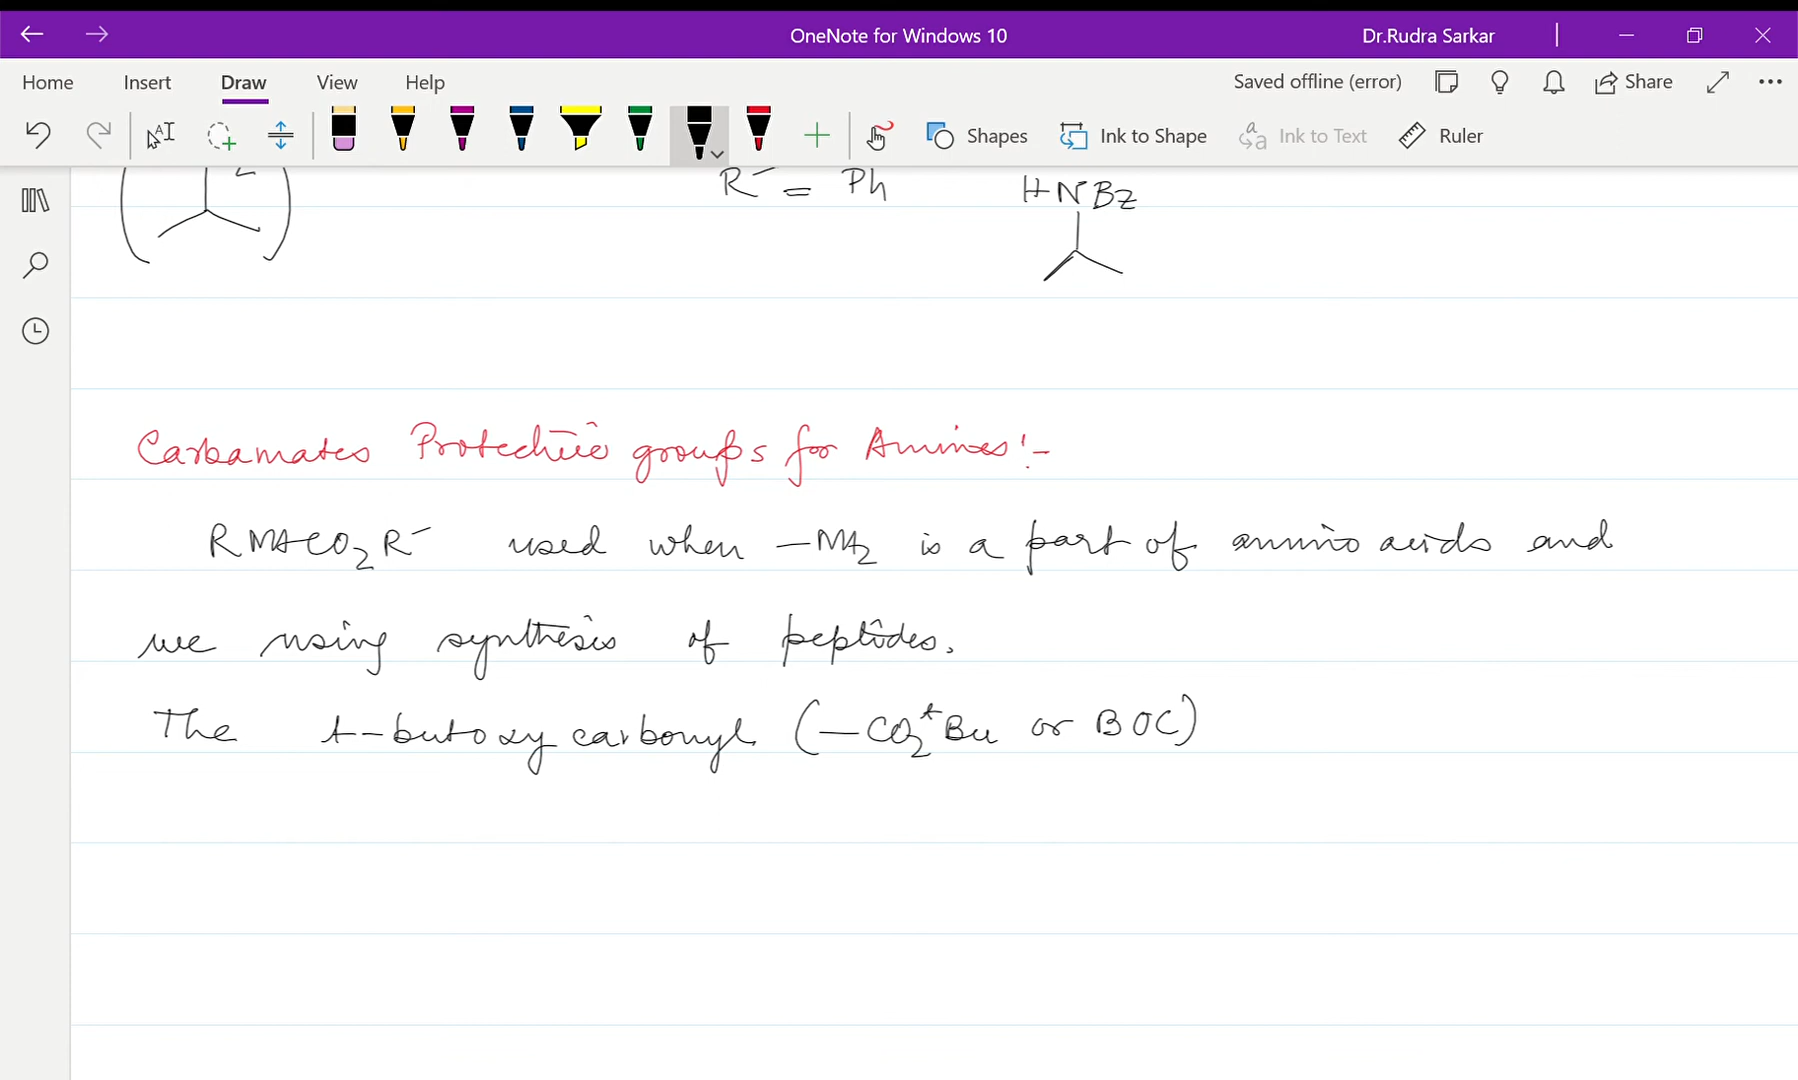 OneNote for Windows 10
Dr.Rudra Sarkar
Home Insert Draw View Help
Saved offline (error)
Share
Shapes
Ink to Shape
Ink to Text
Ruler
2
R' = Ph
HNBz
Carbamates Protective groups for Amines:-
RNHCO2R' used when -NH2 is a part of amino acids and
we using synthesis of peptides.
The t-butoxy carbonyl (-CO2tBu or BOC)